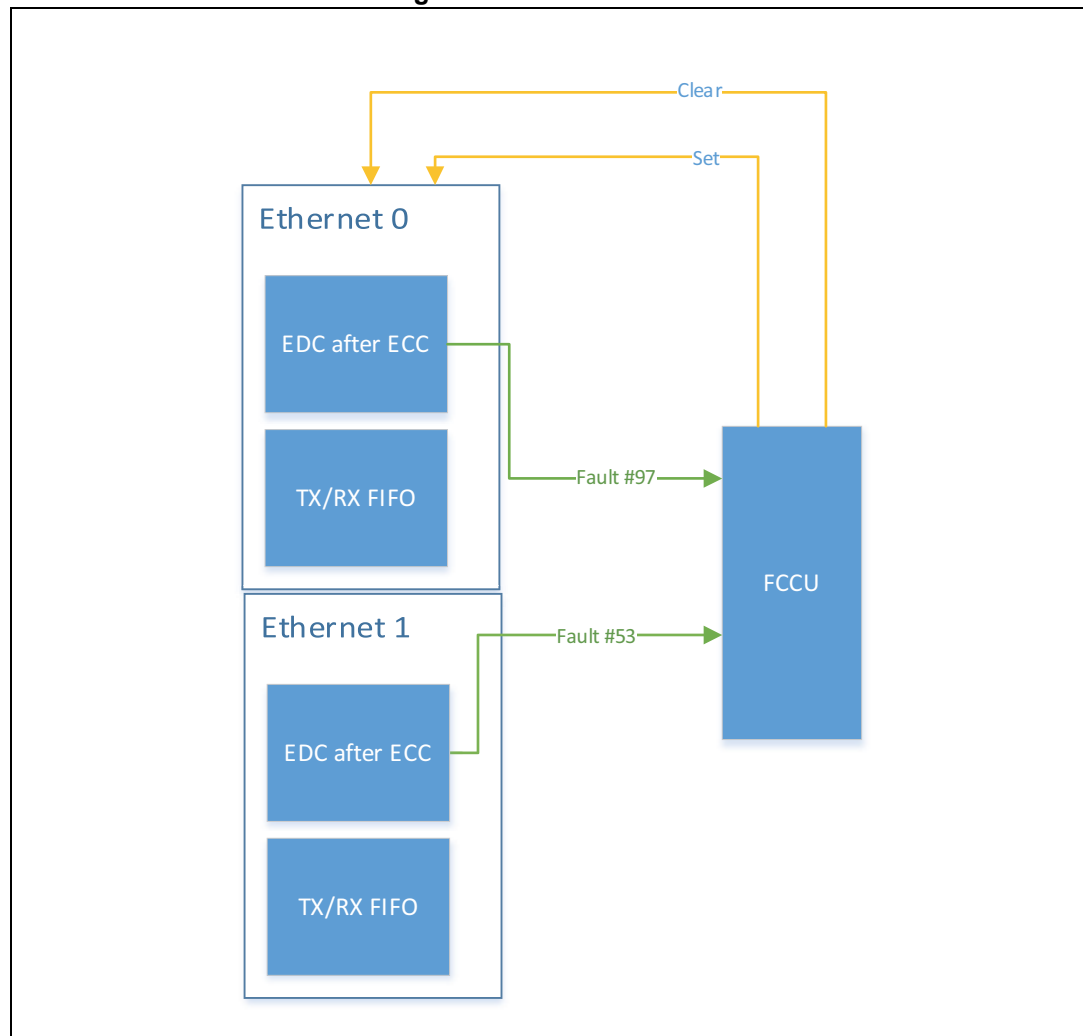 Clear
Set
Ethernet 0
EDC after ECC
Fault #97
TX/RX FIFO
FCCU
Ethernet 1
Fault #53
EDC after ECC
TX/RX FIFO